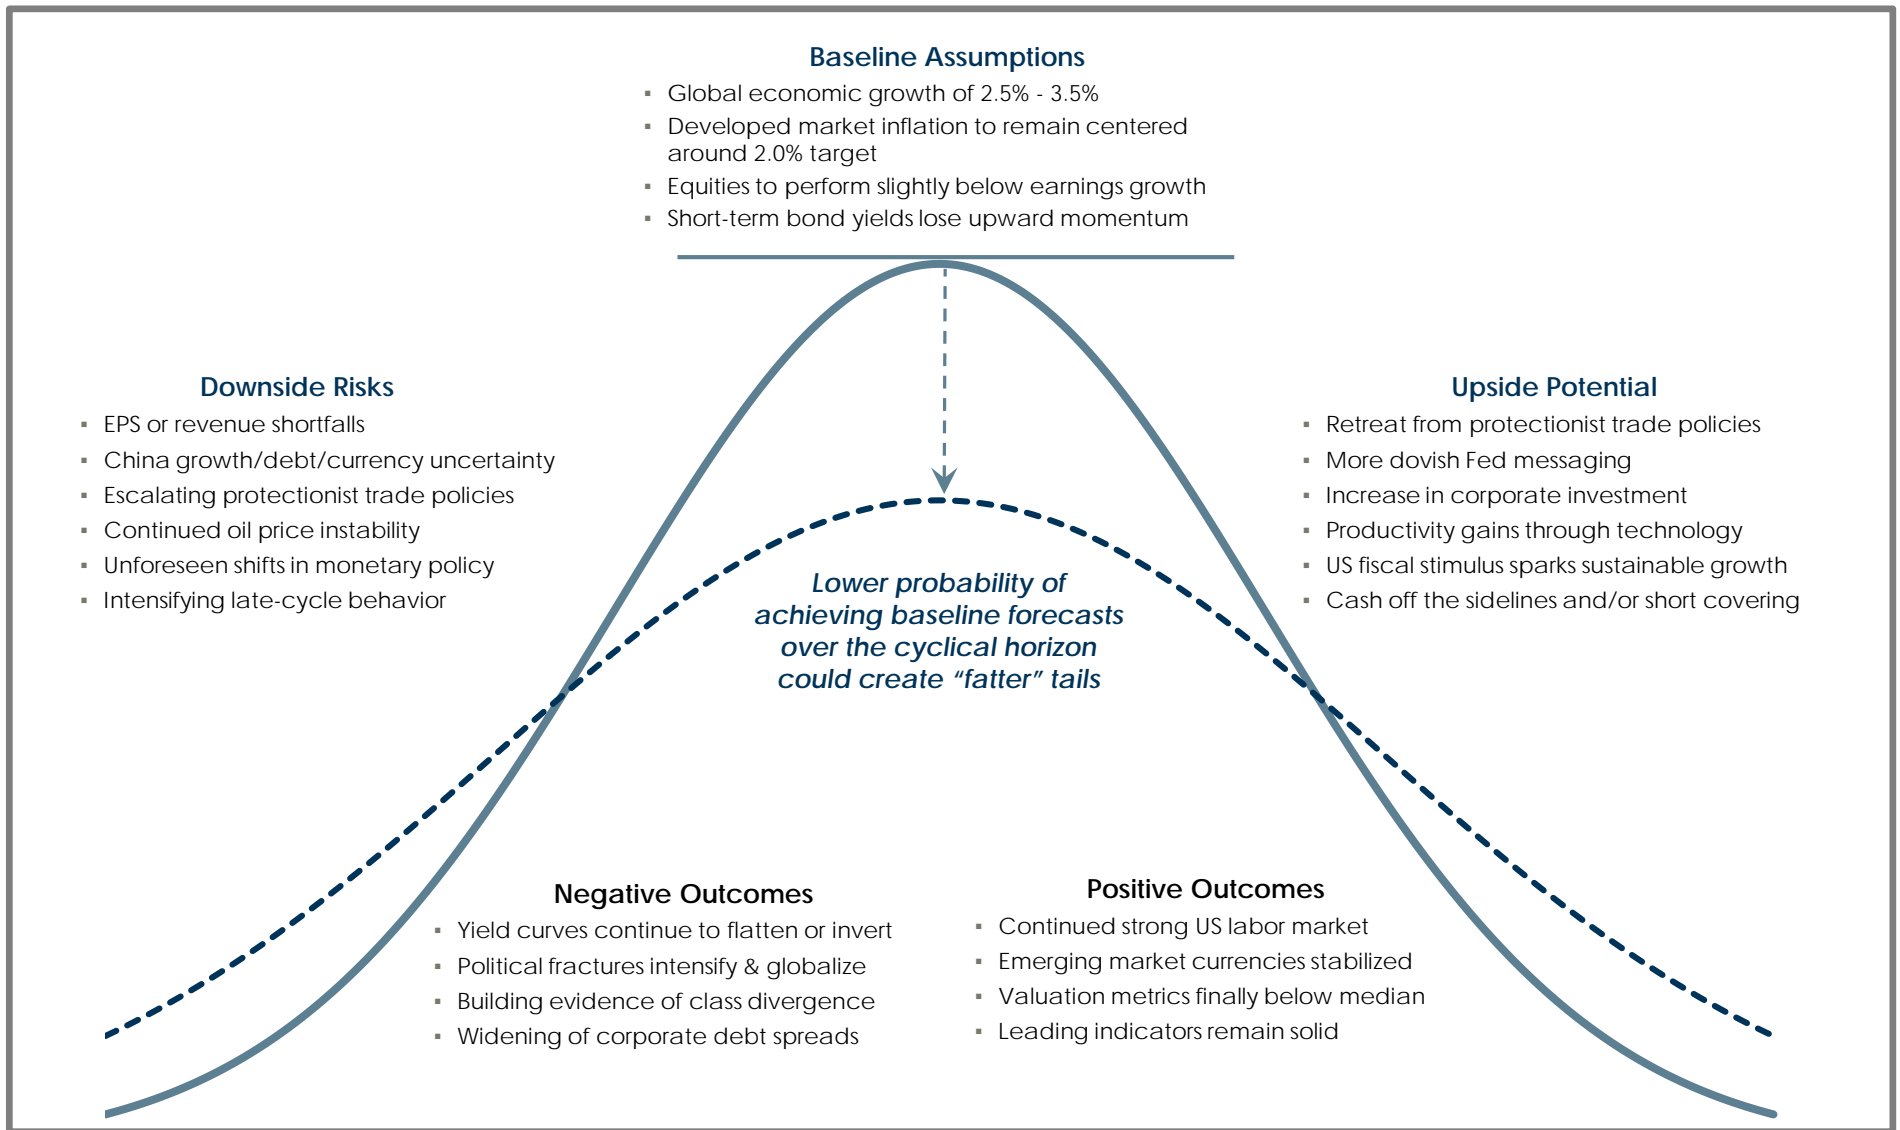 Baseline Assumptions
▪ Global economic growth of 2.5% - 3.5%
▪ Developed market inflation to remain centered
around 2.0% target
▪ Equities to perform slightly below earnings growth
▪ Short-term bond yields lose upward momentum
Downside Risks
▪ EPS or revenue shortfalls
▪ China growth/debt/currency uncertainty
▪ Escalating protectionist trade policies
▪ Continued oil price instability
▪ Unforeseen shifts in monetary policy
▪ Intensifying late-cycle behavior
Upside Potential
▪ Retreat from protectionist trade policies
▪ More dovish Fed messaging
▪ Increase in corporate investment
▪ Productivity gains through technology
▪ US fiscal stimulus sparks sustainable growth
▪ Cash off the sidelines and/or short covering
Lower probability of
achieving baseline forecasts
over the cyclical horizon
could create “fatter” tails
Negative Outcomes
▪ Yield curves continue to flatten or invert
▪ Political fractures intensify & globalize
▪ Building evidence of class divergence
▪ Widening of corporate debt spreads
Positive Outcomes
▪ Continued strong US labor market
▪ Emerging market currencies stabilized
▪ Valuation metrics finally below median
▪ Leading indicators remain solid